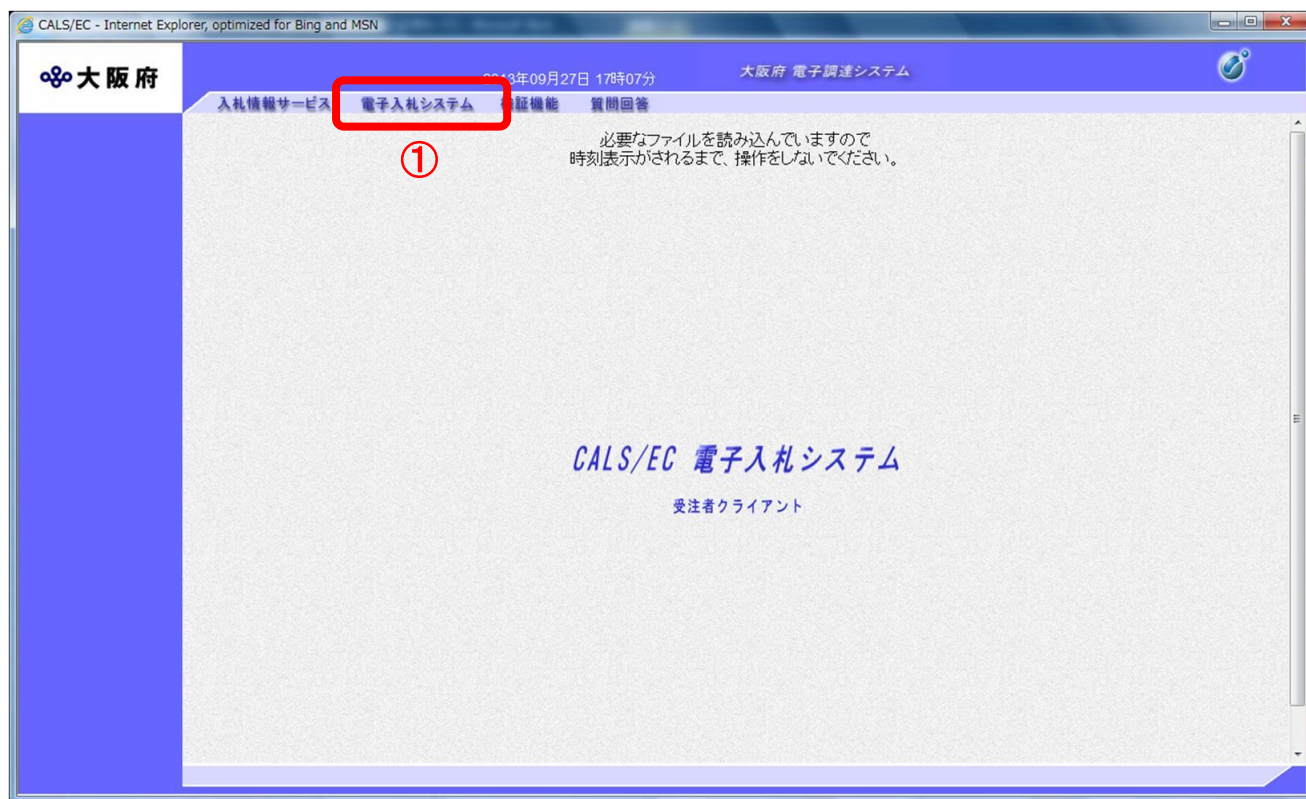 CALS/EC - Internet Explorer, optimized for Bing and MSN
大阪府
2013年09月27日 17時07分
大阪府 電子調達システム
入札情報サービス 電子入札システム 検証機能 質問回答
①
必要なファイルを読み込んでいますので
時刻表示がされるまで、操作をしないでください。
CALS/EC 電子入札システム
受注者クライアント